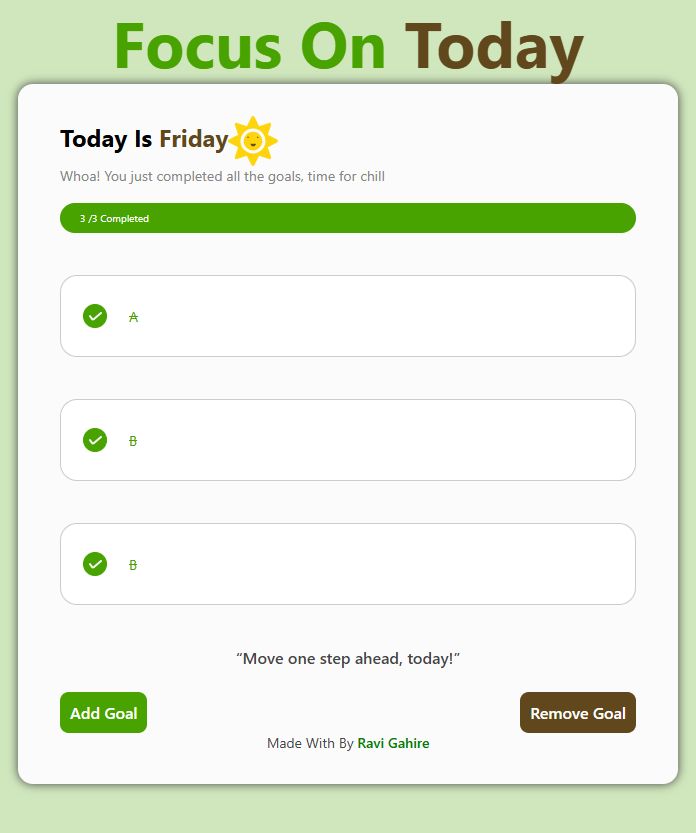 Focus On Today
Today Is Friday
Whoa! You just completed all the goals, time for chill
3 /3 Completed
A
B
B
“Move one step ahead, today!”
Add Goal
Remove Goal
Made With By Ravi Gahire